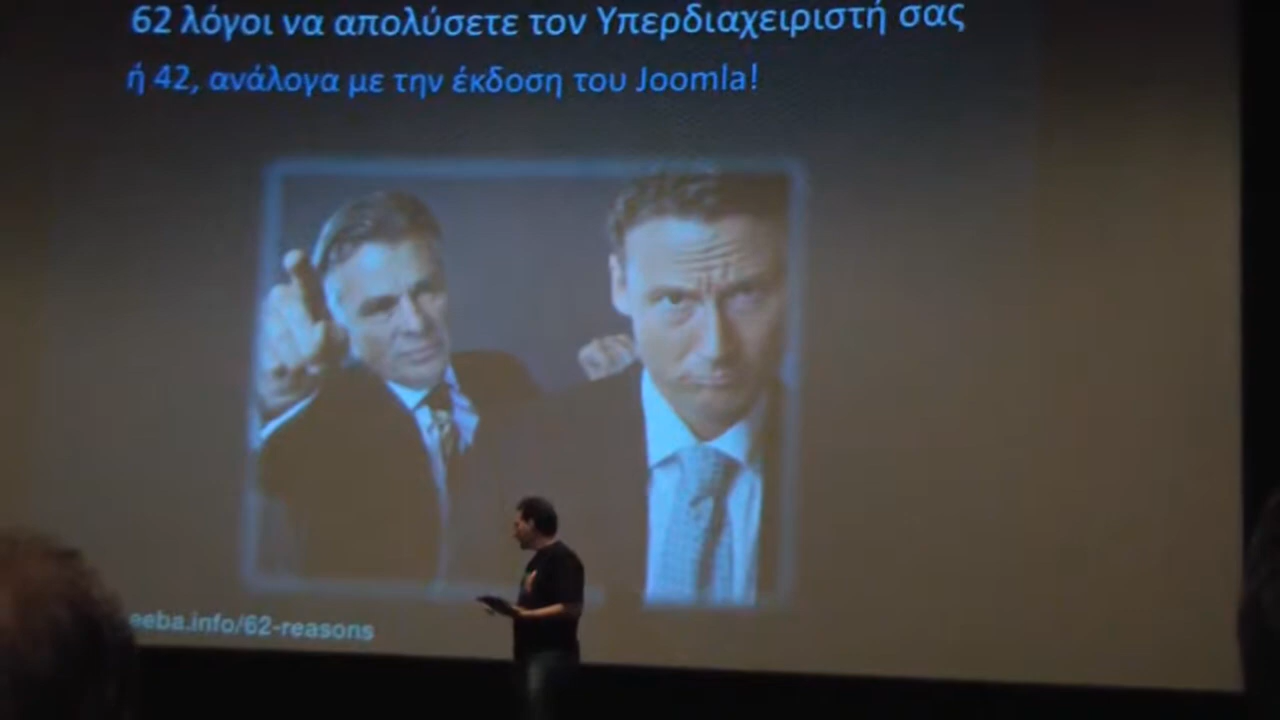 62 λόγοι να απολύσετε τον Υπερδιαχειριστή σας
ή 42, ανάλογα με την έκδοση του Joomla!
eeba.info/62-reasons